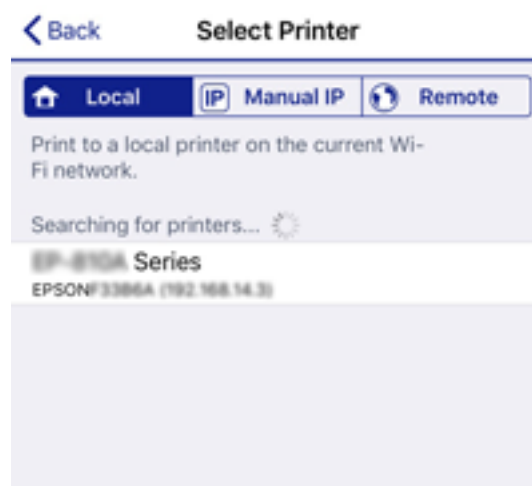 Back
Select Printer
Local
IP Manual IP
Remote
Print to a local printer on the current Wi-
Fi network.
Searching for printers...
Series
EPSON